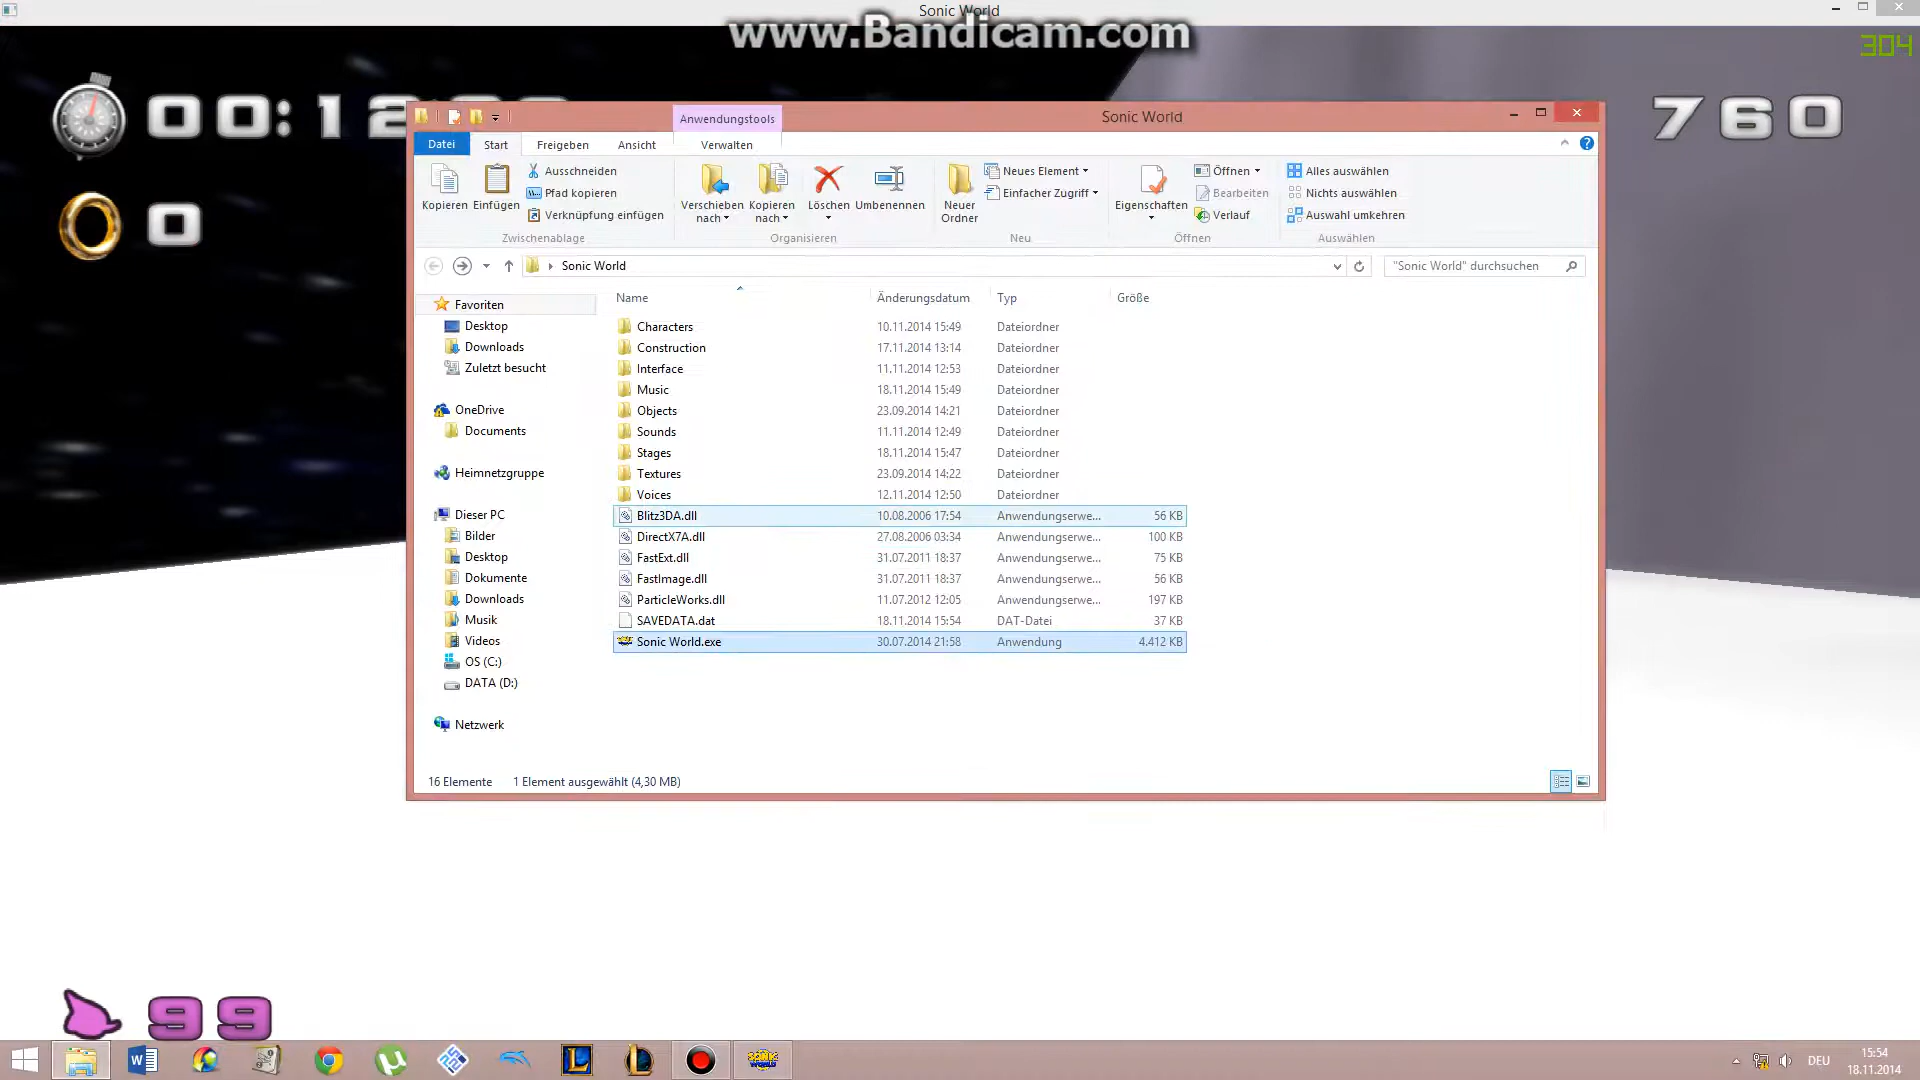 Sonic World
www.Bandicam.com
304
00:12
760
0
Anwendungstools
Sonic World
Datei Start Freigeben Ansicht Verwalten
Kopieren
Einfügen
Ausschneiden
Pfad kopieren
Verknüpfung einfügen
Zwischenablage
Verschieben nach
Kopieren nach
Löschen
Umbenennen
Organisieren
Neuer Ordner
Neues Element
Einfacher Zugriff
Neu
Eigenschaften
Öffnen
Bearbeiten
Verlauf
Öffnen
Alles auswählen
Nichts auswählen
Auswahl umkehren
Auswählen
Sonic World
"Sonic World" durchsuchen
Favoriten
Desktop
Downloads
Zuletzt besucht
OneDrive
Documents
Heimnetzgruppe
Dieser PC
Bilder
Desktop
Dokumente
Downloads
Musik
Videos
OS (C:)
DATA (D:)
Netzwerk
Name Änderungsdatum Typ Größe
Characters 10.11.2014 15:49 Dateiordner
Construction 17.11.2014 13:14 Dateiordner
Interface 11.11.2014 12:53 Dateiordner
Music 18.11.2014 15:49 Dateiordner
Objects 23.09.2014 14:21 Dateiordner
Sounds 11.11.2014 12:49 Dateiordner
Stages 18.11.2014 15:47 Dateiordner
Textures 23.09.2014 14:22 Dateiordner
Voices 12.11.2014 12:50 Dateiordner
Blitz3DA.dll 10.08.2006 17:54 Anwendungserwe... 56 KB
DirectX7A.dll 27.08.2006 03:34 Anwendungserwe... 100 KB
FastExt.dll 31.07.2011 18:37 Anwendungserwe... 75 KB
FastImage.dll 31.07.2011 18:37 Anwendungserwe... 56 KB
ParticleWorks.dll 11.07.2012 12:05 Anwendungserwe... 197 KB
SAVEDATA.dat 18.11.2014 15:54 DAT-Datei 37 KB
Sonic World.exe 30.07.2014 21:58 Anwendung 4.412 KB
16 Elemente 1 Element ausgewählt (4,30 MB)
99
DEU
15:54
18.11.2014